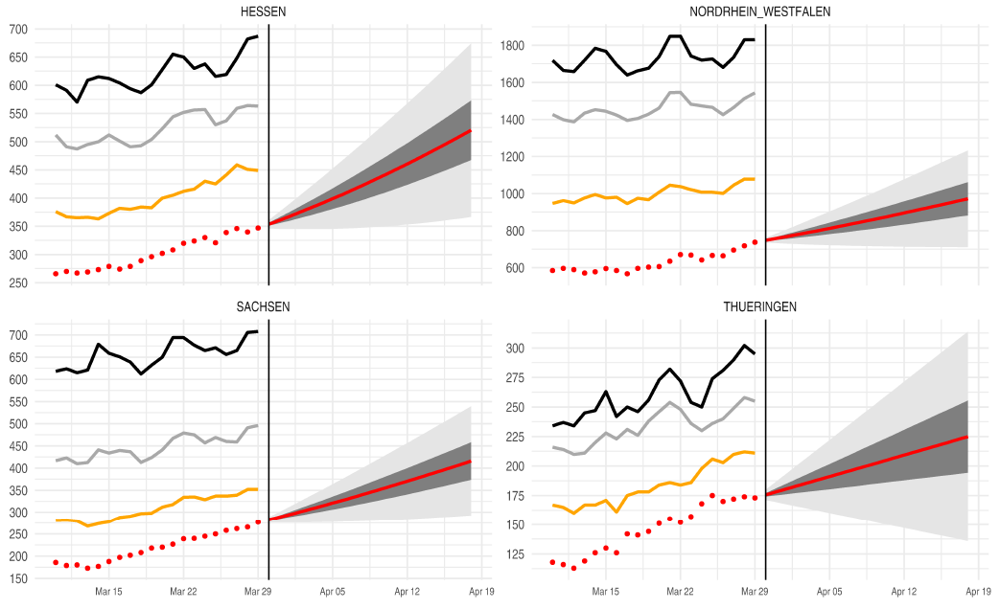 HESSEN
700
650
600
550
500
450
400
350
300
250
NORDRHEIN_WESTFALEN
1800
1600
1400
1200
1000
800
600
SACHSEN
700
650
600
550
500
450
400
350
300
250
200
150
Mar 15
Mar 22
Mar 29
Apr 05
Apr 12
Apr 19
THUERINGEN
300
275
250
225
200
175
150
125
Mar 15
Mar 22
Mar 29
Apr 05
Apr 12
Apr 19